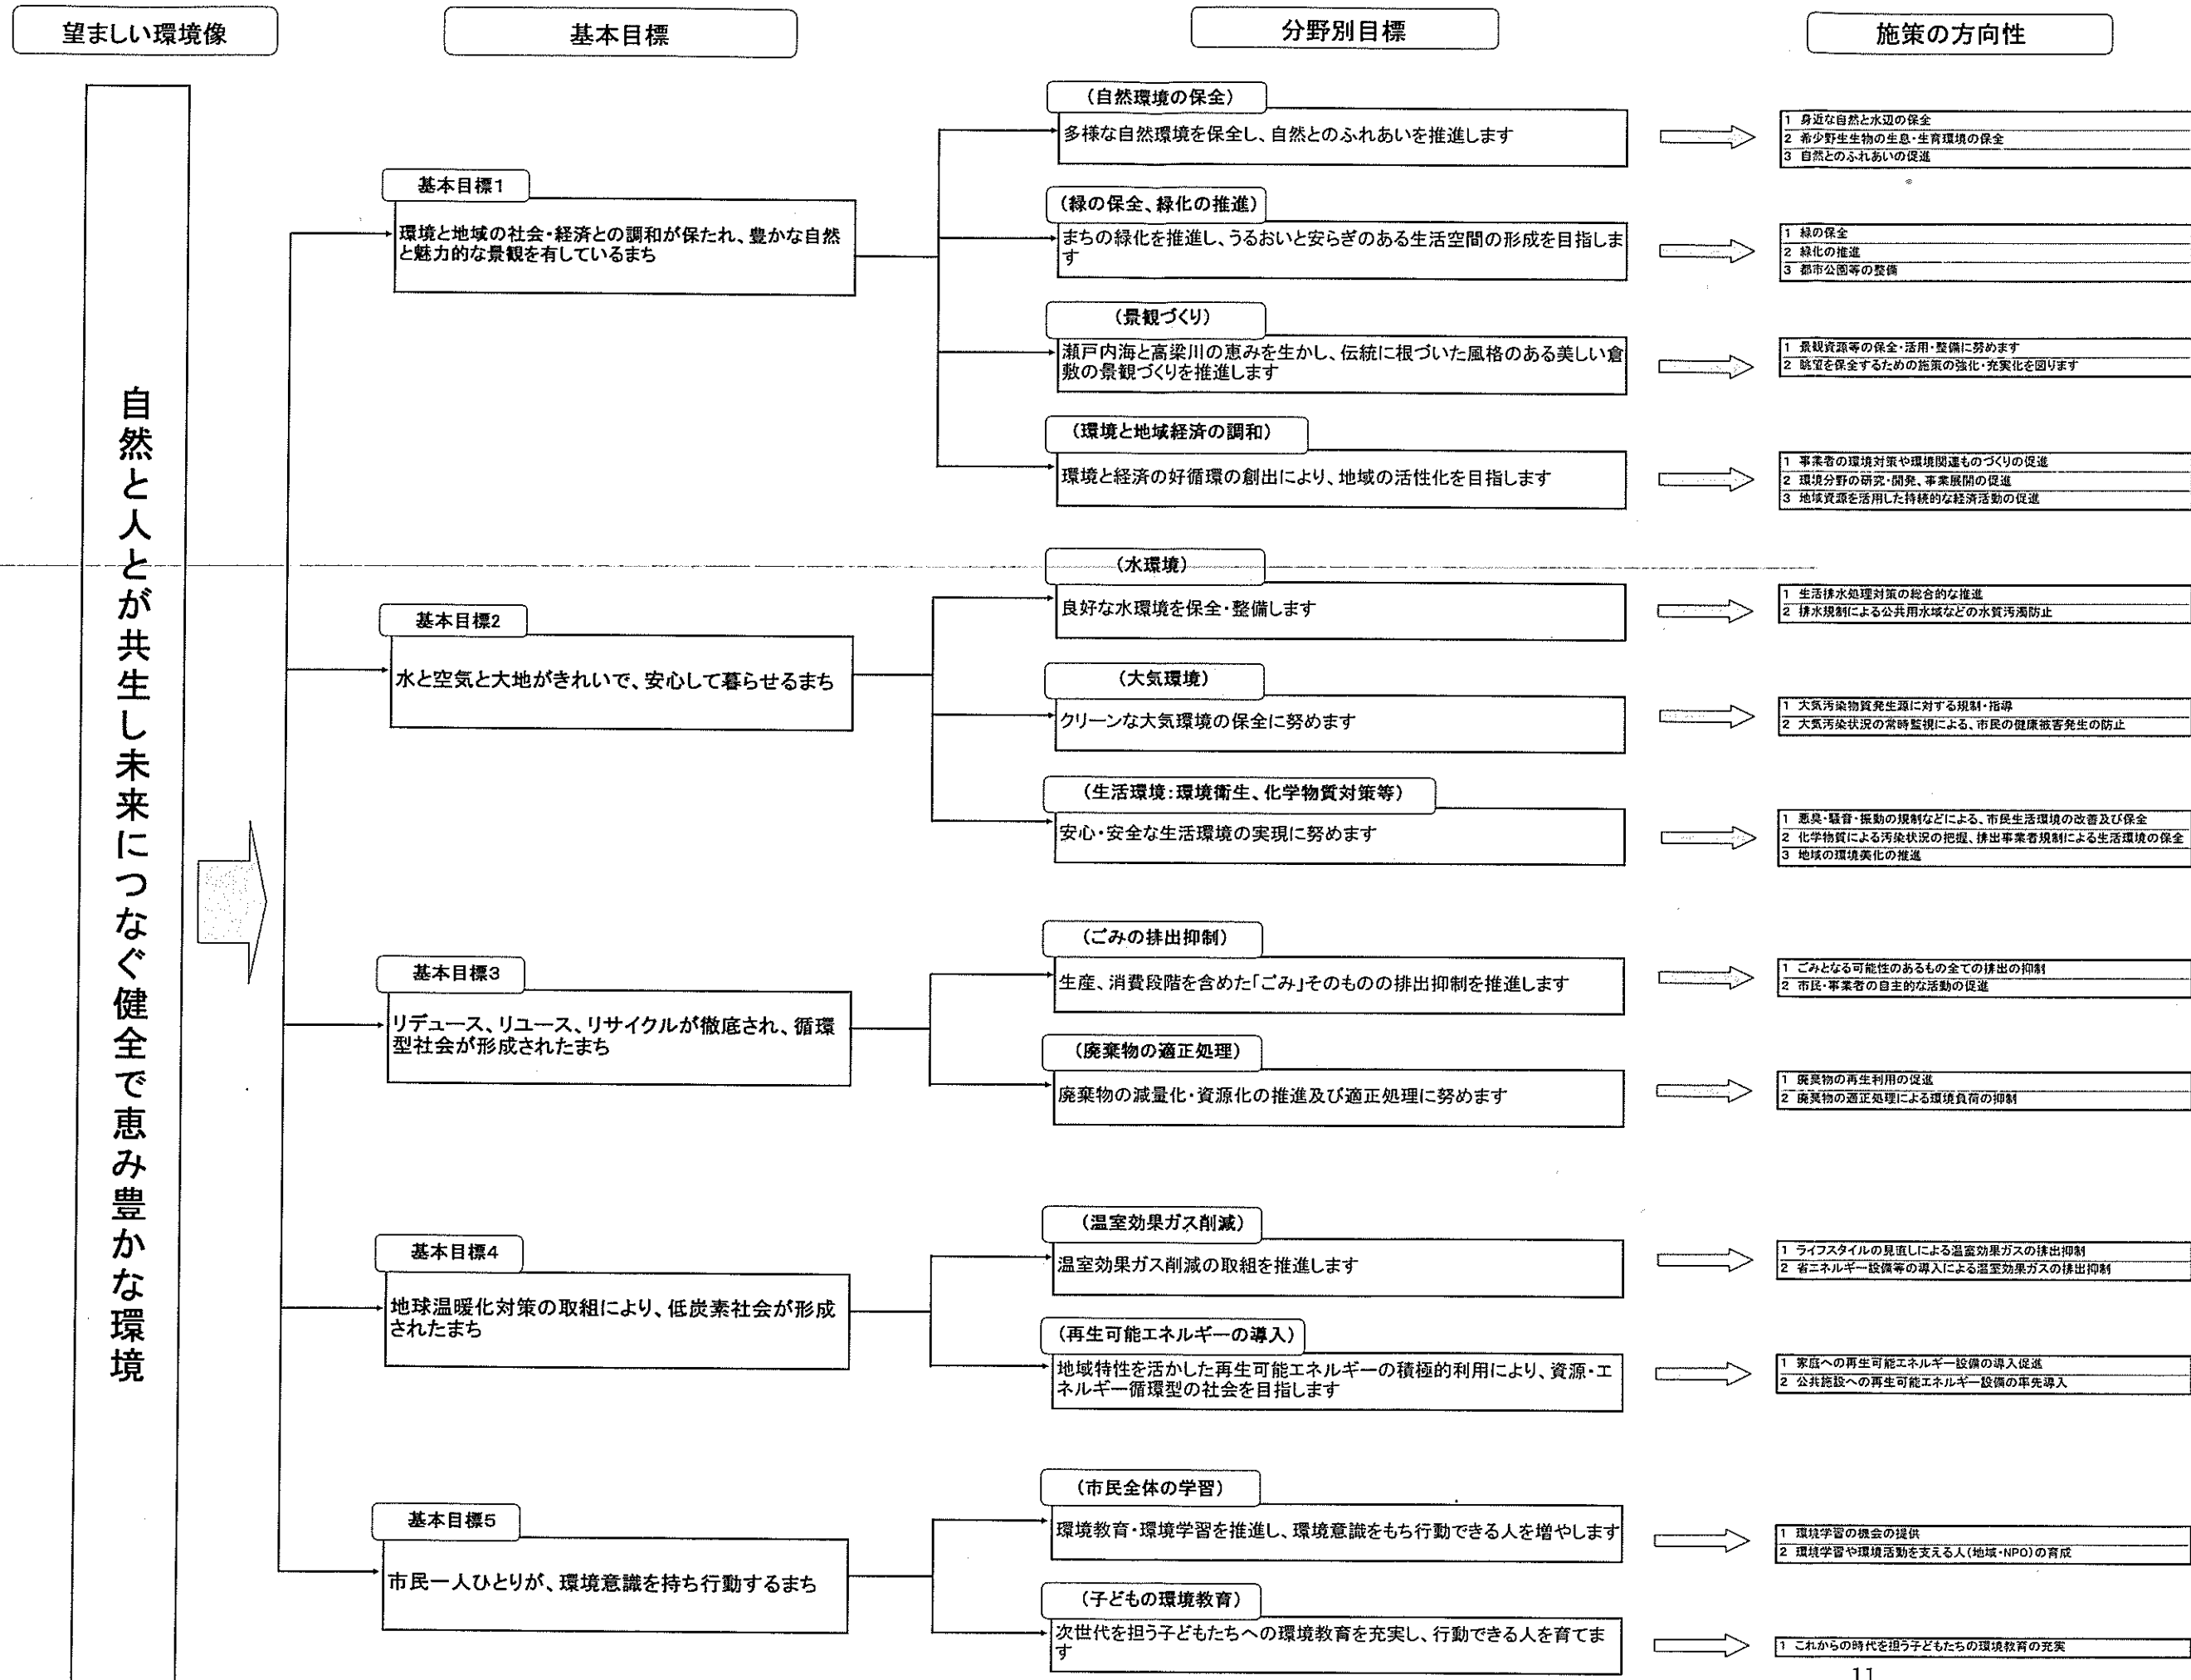 望ましい環境像
基本目標
分野別目標
施策の方向性
自然と人とが共生し未来につなぐ健全で恵み豊かな環境
基本目標1
環境と地域の社会・経済との調和が保たれ、豊かな自然
と魅力的な景観を有しているまち
(自然環境の保全)
多様な自然環境を保全し、自然とのふれあいを推進します
1 身近な自然と水辺の保全
2 希少野生生物の生息・生育環境の保全
3 自然とのふれあいの促進
(緑の保全、緑化の推進)
まちの緑化を推進し、うるおいと安らぎのある生活空間の形成を目指しま
す
1 緑の保全
2 緑化の推進
3 都市公園等の整備
(景観づくり)
瀬戸内海と高梁川の恵みを生かし、伝統に根づいた風格のある美しい倉
敷の景観づくりを推進します
1 景観資源等の保全・活用・整備に努めます
2 眺望を保全するための施策の強化・充実化を図ります
(環境と地域経済の調和)
環境と経済の好循環の創出により、地域の活性化を目指します
1 事業者の環境対策や環境関連ものづくりの促進
2 環境分野の研究・開発、事業展開の促進
3 地域資源を活用した持続的な経済活動の促進
基本目標2
水と空気と大地がきれいで、安心して暮らせるまち
(水環境)
良好な水環境を保全・整備します
1 生活排水処理対策の総合的な推進
2 排水規制による公共用水域などの水質汚濁防止
(大気環境)
クリーンな大気環境の保全に努めます
1 大気汚染物質発生源に対する規制・指導
2 大気汚染状況の常時監視による、市民の健康被害発生の防止
(生活環境:環境衛生、化学物質対策等)
安心・安全な生活環境の実現に努めます
1 悪臭・騒音・振動の規制などによる、市民生活環境の改善及び保全
2 化学物質による汚染状況の把握、排出事業者規制による生活環境の保全
3 地域の環境美化の推進
基本目標3
リデュース、リユース、リサイクルが徹底され、循環
型社会が形成されたまち
(ごみの排出抑制)
生産、消費段階を含めた「ごみ」そのものの排出抑制を推進します
1 ごみとなる可能性のあるもの全ての排出の抑制
2 市民・事業者の自主的な活動の促進
(廃棄物の適正処理)
廃棄物の減量化・資源化の推進及び適正処理に努めます
1 廃棄物の再生利用の促進
2 廃棄物の適正処理による環境負荷の抑制
基本目標4
地球温暖化対策の取組により、低炭素社会が形成
されたまち
(温室効果ガス削減)
温室効果ガス削減の取組を推進します
1 ライフスタイルの見直しによる温室効果ガスの排出抑制
2 省エネルギー設備等の導入による温室効果ガスの排出抑制
(再生可能エネルギーの導入)
地域特性を活かした再生可能エネルギーの積極的利用により、資源・エ
ネルギー循環型の社会を目指します
1 家庭への再生可能エネルギー設備の導入促進
2 公共施設への再生可能エネルギー設備の率先導入
基本目標5
市民一人ひとりが、環境意識を持ち行動するまち
(市民全体の学習)
環境教育・環境学習を推進し、環境意識をもち行動できる人を増やします
1 環境学習の機会の提供
2 環境学習や環境活動を支える人(地域・NPO)の育成
(子どもの環境教育)
次世代を担う子どもたちへの環境教育を充実し、行動できる人を育てま
す
1 これからの時代を担う子どもたちの環境教育の充実
11